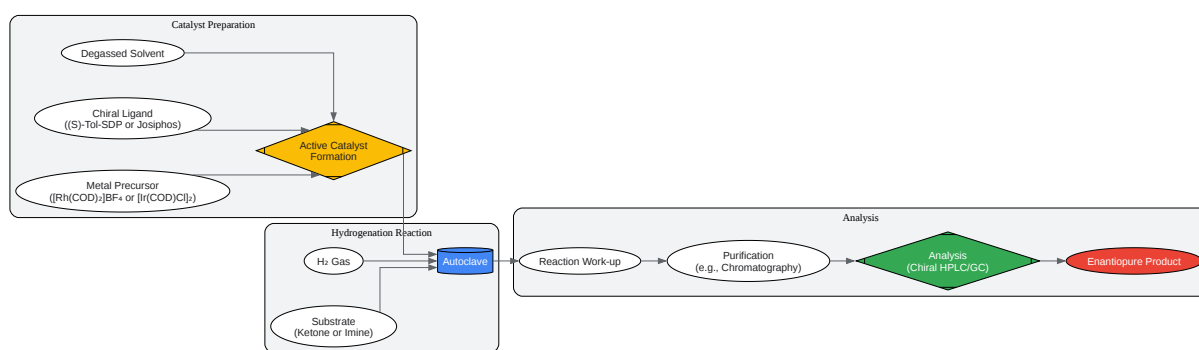 Catalyst Preparation
Degassed Solvent
Chiral Ligand
((S)-Tol-SDP or Josiphos)
Active Catalyst
Formation
Metal Precursor
([Rh(COD)₂]BF₄ or [Ir(COD)Cl]₂)
Hydrogenation Reaction
H₂ Gas
Autoclave
Substrate
(Ketone or Imine)
Analysis
Reaction Work-up
Purification
(e.g., Chromatography)
Analysis
(Chiral HPLC/GC)
Enantiopure Product